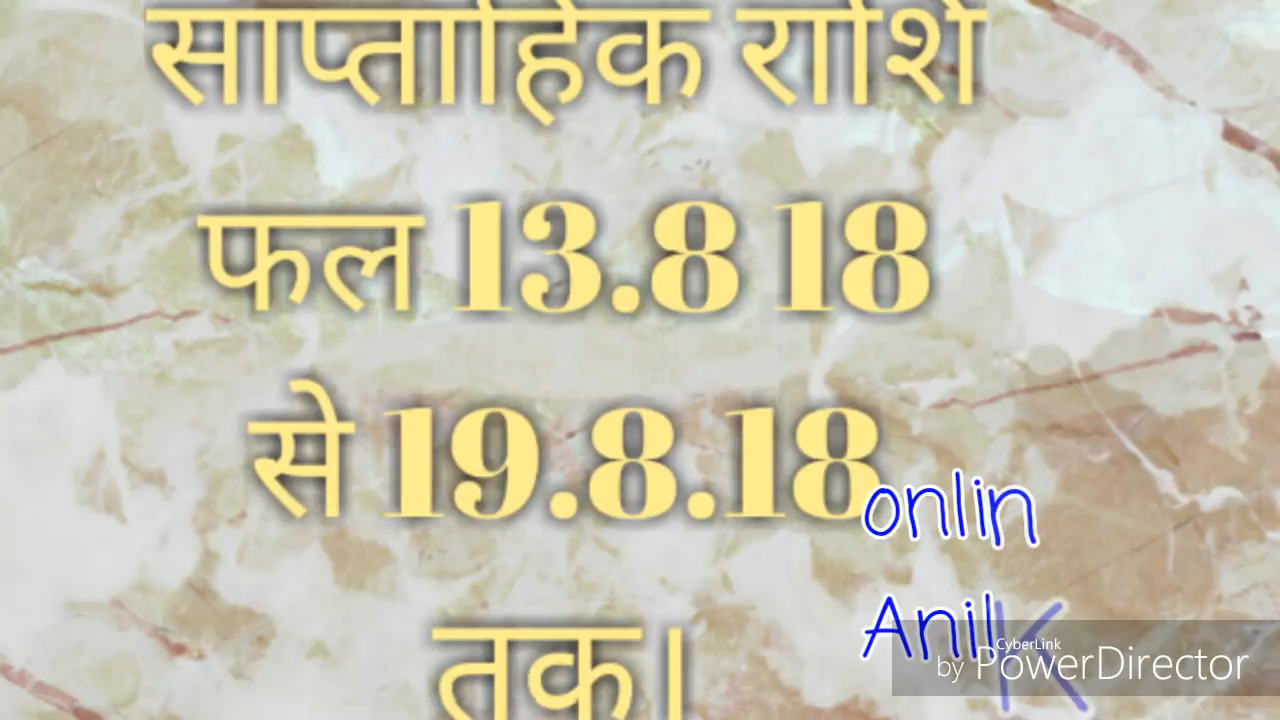 साप्ताहिक राशि
फल 13.8 18
से 19.8.18
तक।
onlin
Anil K
CyberLink
by PowerDirector